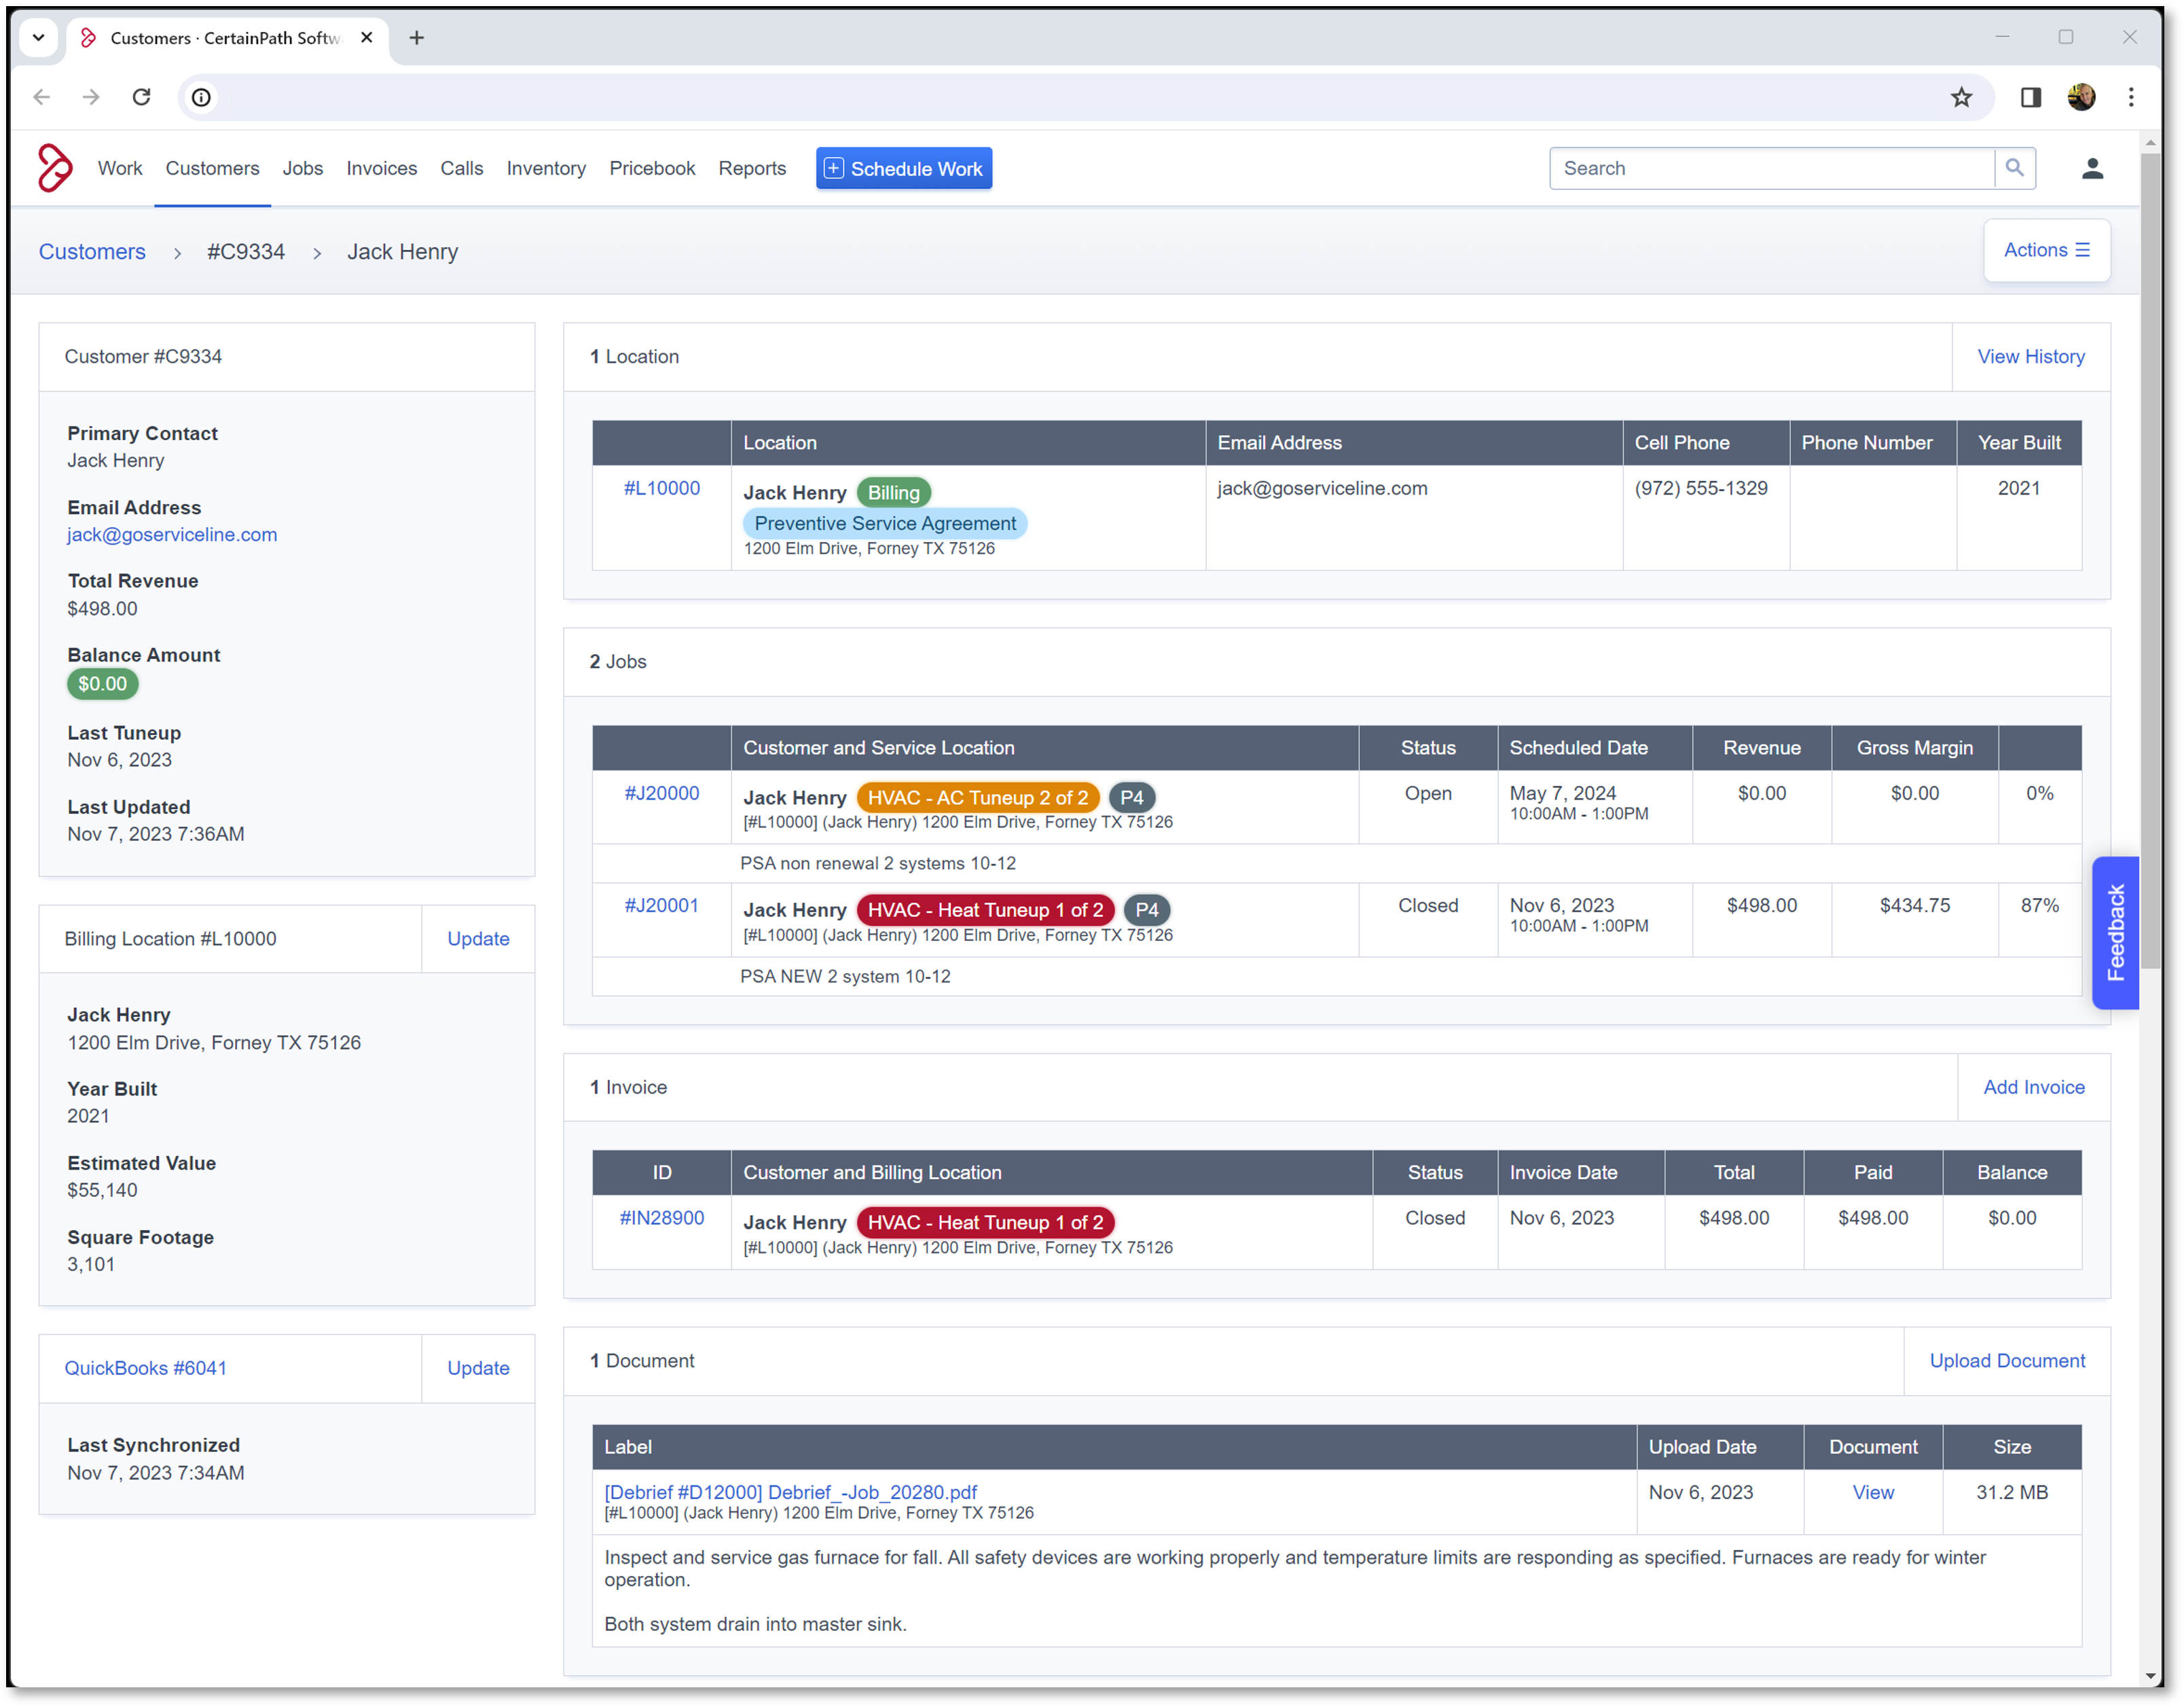 Customers · CertainPath Softw
Work Customers Jobs Invoices Calls Inventory Pricebook Reports Schedule Work Search
Customers > #C9334 > Jack Henry
Actions
Customer #C9334
Primary Contact
Jack Henry
Email Address
jack@goserviceline.com
Total Revenue
$498.00
Balance Amount
$0.00
Last Tuneup
Nov 6, 2023
Last Updated
Nov 7, 2023 7:36AM
Billing Location #L10000 Update
Jack Henry
1200 Elm Drive, Forney TX 75126
Year Built
2021
Estimated Value
$55,140
Square Footage
3,101
QuickBooks #6041 Update
Last Synchronized
Nov 7, 2023 7:34AM
1 Location View History
Location Email Address Cell Phone Phone Number Year Built
#L10000 Jack Henry Billing jack@goserviceline.com (972) 555-1329 2021
Preventive Service Agreement
1200 Elm Drive, Forney TX 75126
2 Jobs
Customer and Service Location Status Scheduled Date Revenue Gross Margin
#J20000 Jack Henry HVAC - AC Tuneup 2 of 2 P4 Open May 7, 2024 $0.00 $0.00 0%
[#L10000] (Jack Henry) 1200 Elm Drive, Forney TX 75126 10:00AM - 1:00PM
PSA non renewal 2 systems 10-12
#J20001 Jack Henry HVAC - Heat Tuneup 1 of 2 P4 Closed Nov 6, 2023 $498.00 $434.75 87%
[#L10000] (Jack Henry) 1200 Elm Drive, Forney TX 75126 10:00AM - 1:00PM
PSA NEW 2 system 10-12
Feedback
1 Invoice Add Invoice
ID Customer and Billing Location Status Invoice Date Total Paid Balance
#IN28900 Jack Henry HVAC - Heat Tuneup 1 of 2 Closed Nov 6, 2023 $498.00 $498.00 $0.00
[#L10000] (Jack Henry) 1200 Elm Drive, Forney TX 75126
1 Document Upload Document
Label Upload Date Document Size
[Debrief #D12000] Debrief_-Job_20280.pdf Nov 6, 2023 View 31.2 MB
[#L10000] (Jack Henry) 1200 Elm Drive, Forney TX 75126
Inspect and service gas furnace for fall. All safety devices are working properly and temperature limits are responding as specified. Furnaces are ready for winter
operation.
Both system drain into master sink.